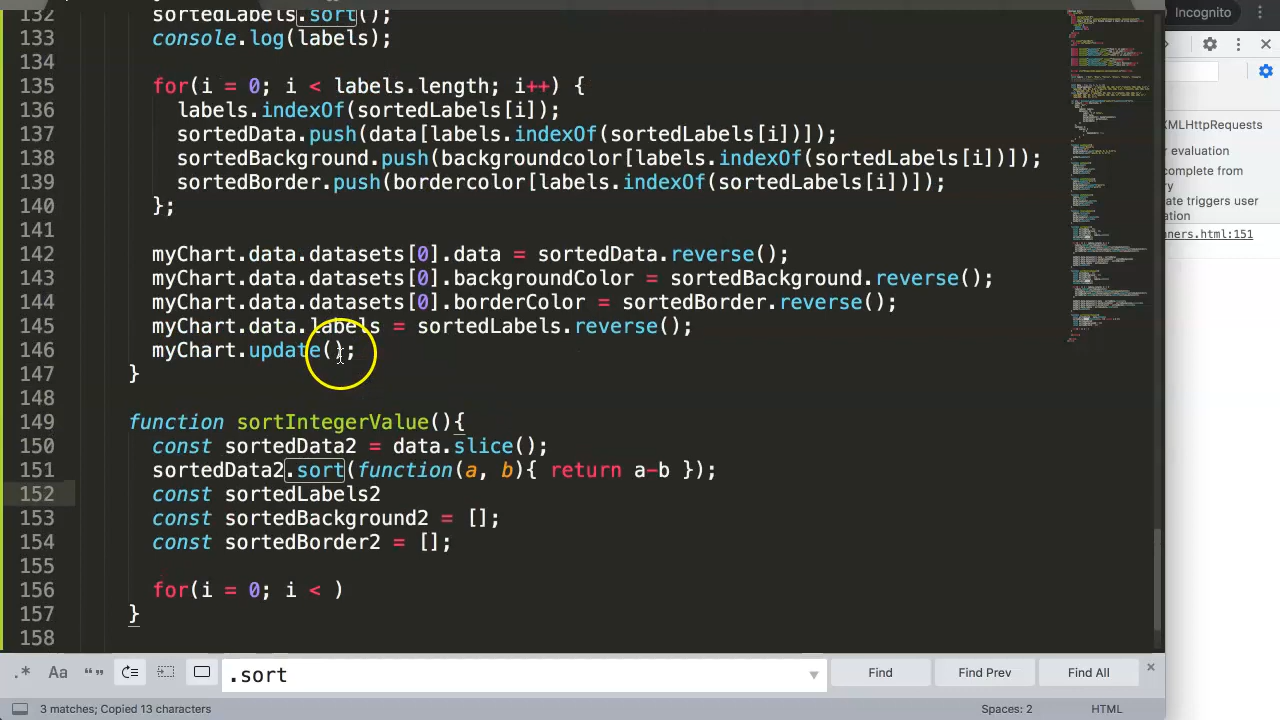 Incognito
132 sortedLabels.sort();
133 console.log(labels);
134
135 for(i = 0; i < labels.length; i++) {
136 labels.indexOf(sortedLabels[i]);
137 sortedData.push(data[labels.indexOf(sortedLabels[i])]);
138 sortedBackground.push(backgroundcolor[labels.indexOf(sortedLabels[i])]);
139 sortedBorder.push(bordercolor[labels.indexOf(sortedLabels[i])]);
140 };
141
142 myChart.data.datasets[0].data = sortedData.reverse();
143 myChart.data.datasets[0].backgroundColor = sortedBackground.reverse();
144 myChart.data.datasets[0].borderColor = sortedBorder.reverse();
145 myChart.data.labels = sortedLabels.reverse();
146 myChart.update();
147 }
148
149 function sortIntegerValue(){
150 const sortedData2 = data.slice();
151 sortedData2.sort(function(a, b){ return a-b });
152 const sortedLabels2
153 const sortedBackground2 = [];
154 const sortedBorder2 = [];
155
156 for(i = 0; i < )
157 }
158
XMLHttpRequests
evaluation
complete from
ate triggers user
ation
nners.html:151
.* Aa “”
.sort
Find
Find Prev
Find All
3 matches; Copied 13 characters
Spaces: 2
HTML